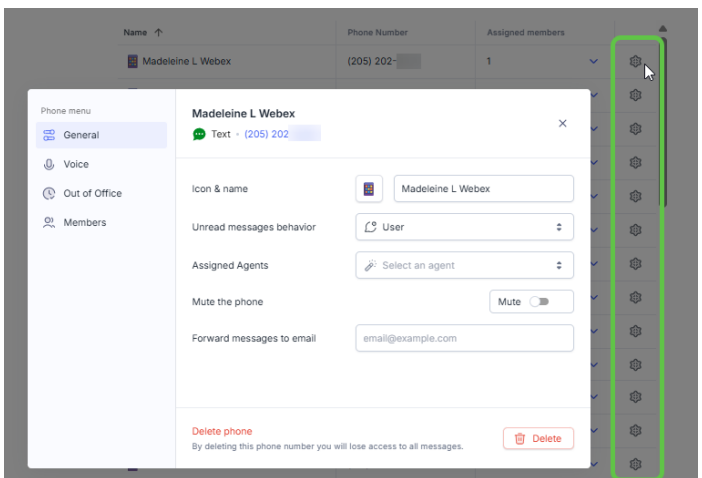 Name ↑ Phone Number Assigned members
Madeleine L Webex (205) 202- 1
Phone menu
General
Voice
Out of Office
Members
Madeleine L Webex
Text · (205) 202
Icon & name Madeleine L Webex
Unread messages behavior User
Assigned Agents Select an agent
Mute the phone Mute
Forward messages to email email@example.com
Delete phone
By deleting this phone number you will lose access to all messages.
Delete